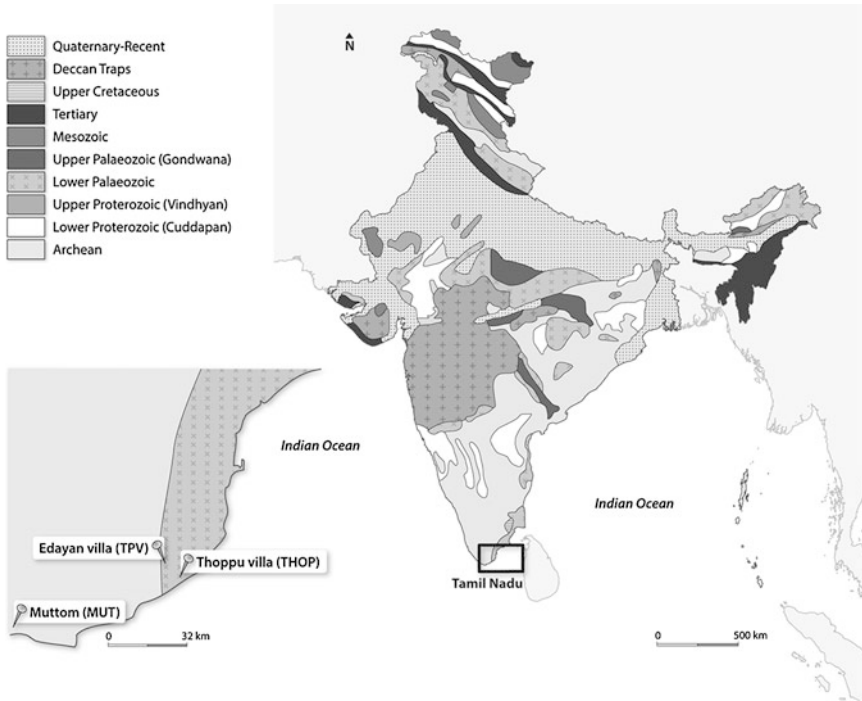 Quaternary-Recent
Deccan Traps
Upper Cretaceous
Tertiary
Mesozoic
Upper Palaeozoic (Gondwana)
Lower Palaeozoic
Upper Proterozoic (Vindhyan)
Lower Proterozoic (Cuddapan)
Archean
N
Indian Ocean
Indian Ocean
Tamil Nadu
Edayan villa (TPV)
Thoppu villa (THOP)
Muttom (MUT)
0 32 km
0 500 km